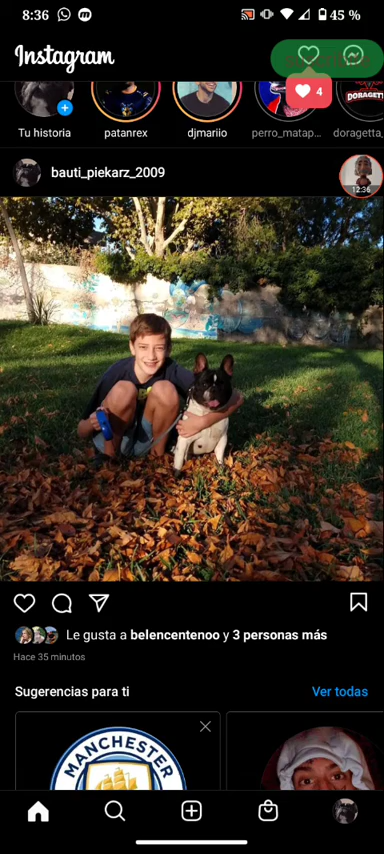 8:36
45 %
Instagram
4
Tu historia
patanrex
djmariio
perro_matap...
doragetta_
DORAGETT
bauti_piekarz_2009
12:36
Le gusta a belencentenoo y 3 personas más
Hace 35 minutos
Sugerencias para ti
Ver todas
MANCHESTER